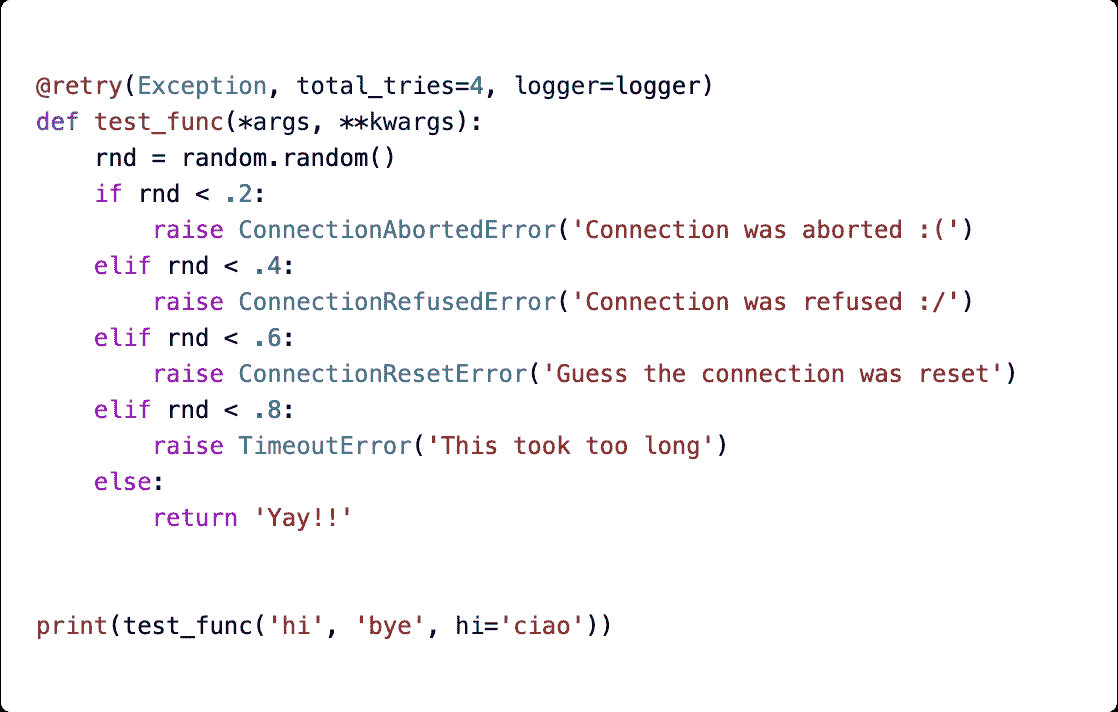 @retry(Exception, total_tries=4, logger=logger)
def test_func(*args, **kwargs):
    rnd = random.random()
    if rnd < .2:
        raise ConnectionAbortedError('Connection was aborted :(')
    elif rnd < .4:
        raise ConnectionRefusedError('Connection was refused :/')
    elif rnd < .6:
        raise ConnectionResetError('Guess the connection was reset')
    elif rnd < .8:
        raise TimeoutError('This took too long')
    else:
        return 'Yay!!'
print(test_func('hi', 'bye', hi='ciao'))